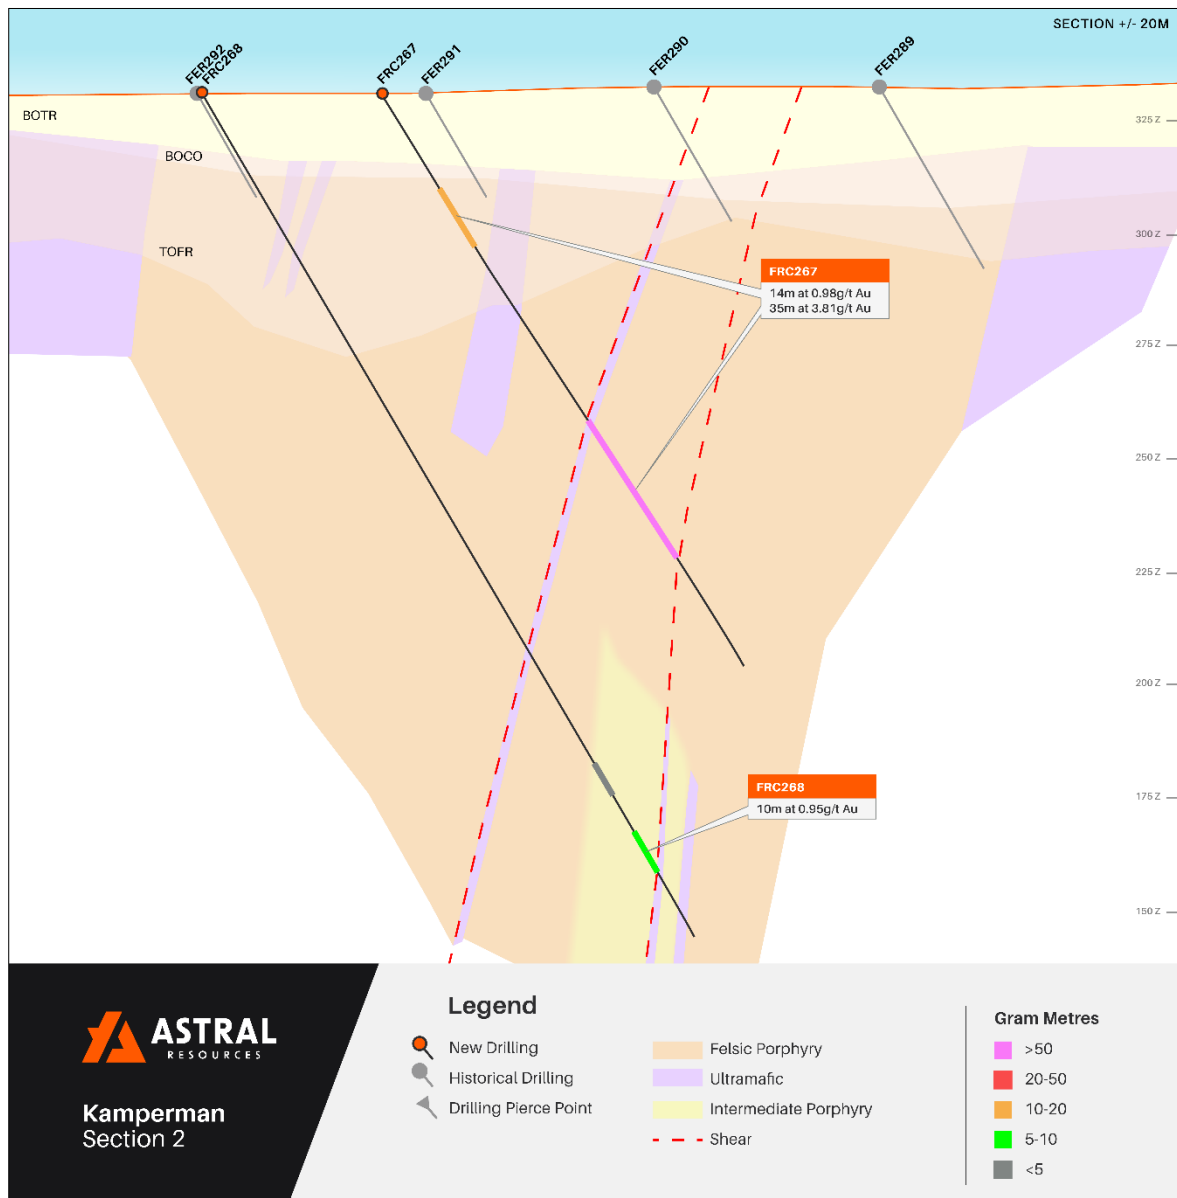 SECTION +/- 20M
FER292
FRC268
FRC267
FER291
FER290
FER289
BOTR
325 Z
BOCO
300 Z
TOFR
FRC267
14m at 0.98g/t Au
35m at 3.81g/t Au
275 Z
250 Z
225 Z
200 Z
175 Z
FRC268
10m at 0.95g/t Au
150 Z
ASTRAL
RESOURCES
Kamperman
Section 2
Legend
New Drilling
Historical Drilling
Drilling Pierce Point
Felsic Porphyry
Ultramafic
Intermediate Porphyry
Shear
Gram Metres
>50
20-50
10-20
5-10
<5